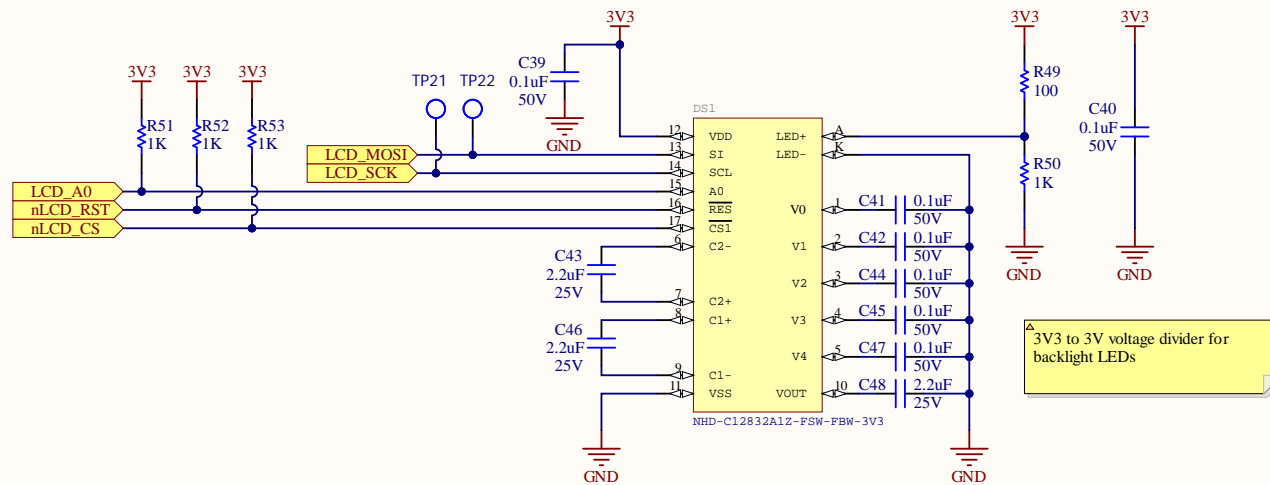 3V3
3V3
3V3
3V3
3V3
3V3
C39
0.1uF
50V
GND
TP21
TP22
R51
1K
R52
1K
R53
1K
R49
100
R50
1K
GND
C40
0.1uF
50V
GND
LCD_MOSI
LCD_SCK
LCD_A0
nLCD_RST
nLCD_CS
DS1
12 VDD
13 SI
14 SCL
15 A0
16 RES
17 CS1
6 C2-
7 C2+
8 C1+
9 C1-
11 VSS
LED+ A
LED- K
V0 1
V1 2
V2 3
V3 4
V4 5
VOUT 10
C43
2.2uF
25V
C46
2.2uF
25V
C41 0.1uF
50V
C42 0.1uF
50V
C44 0.1uF
50V
C45 0.1uF
50V
C47 0.1uF
50V
C48 2.2uF
25V
NHD-C12832A1Z-FSW-FBW-3V3
GND
GND
3V3 to 3V voltage divider for
backlight LEDs